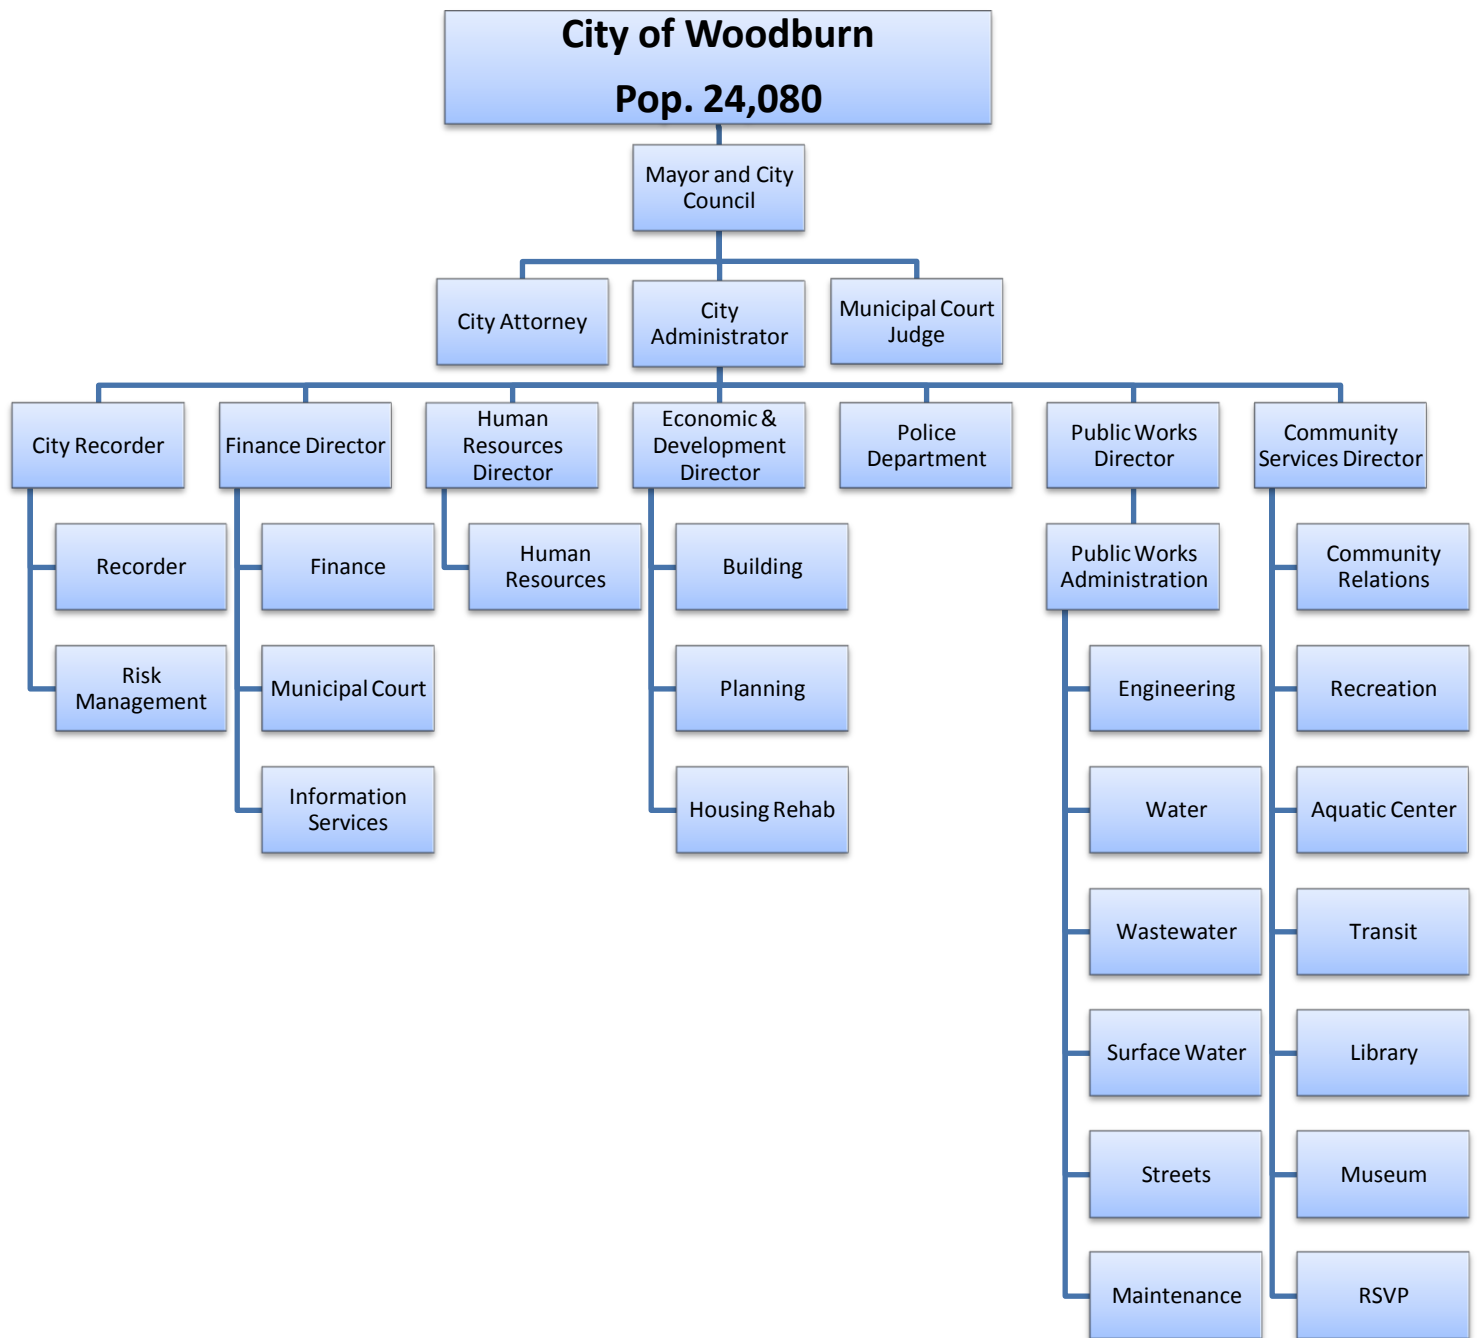 City of Woodburn
Pop. 24,080
Mayor and City
Council
City Attorney
City
Administrator
Municipal Court
Judge
City Recorder
Finance Director
Human
Resources
Director
Economic &
Development
Director
Police
Department
Public Works
Director
Community
Services Director
Recorder
Risk
Management
Finance
Municipal Court
Information
Services
Human
Resources
Building
Planning
Housing Rehab
Public Works
Administration
Engineering
Water
Wastewater
Surface Water
Streets
Maintenance
Community
Relations
Recreation
Aquatic Center
Transit
Library
Museum
RSVP